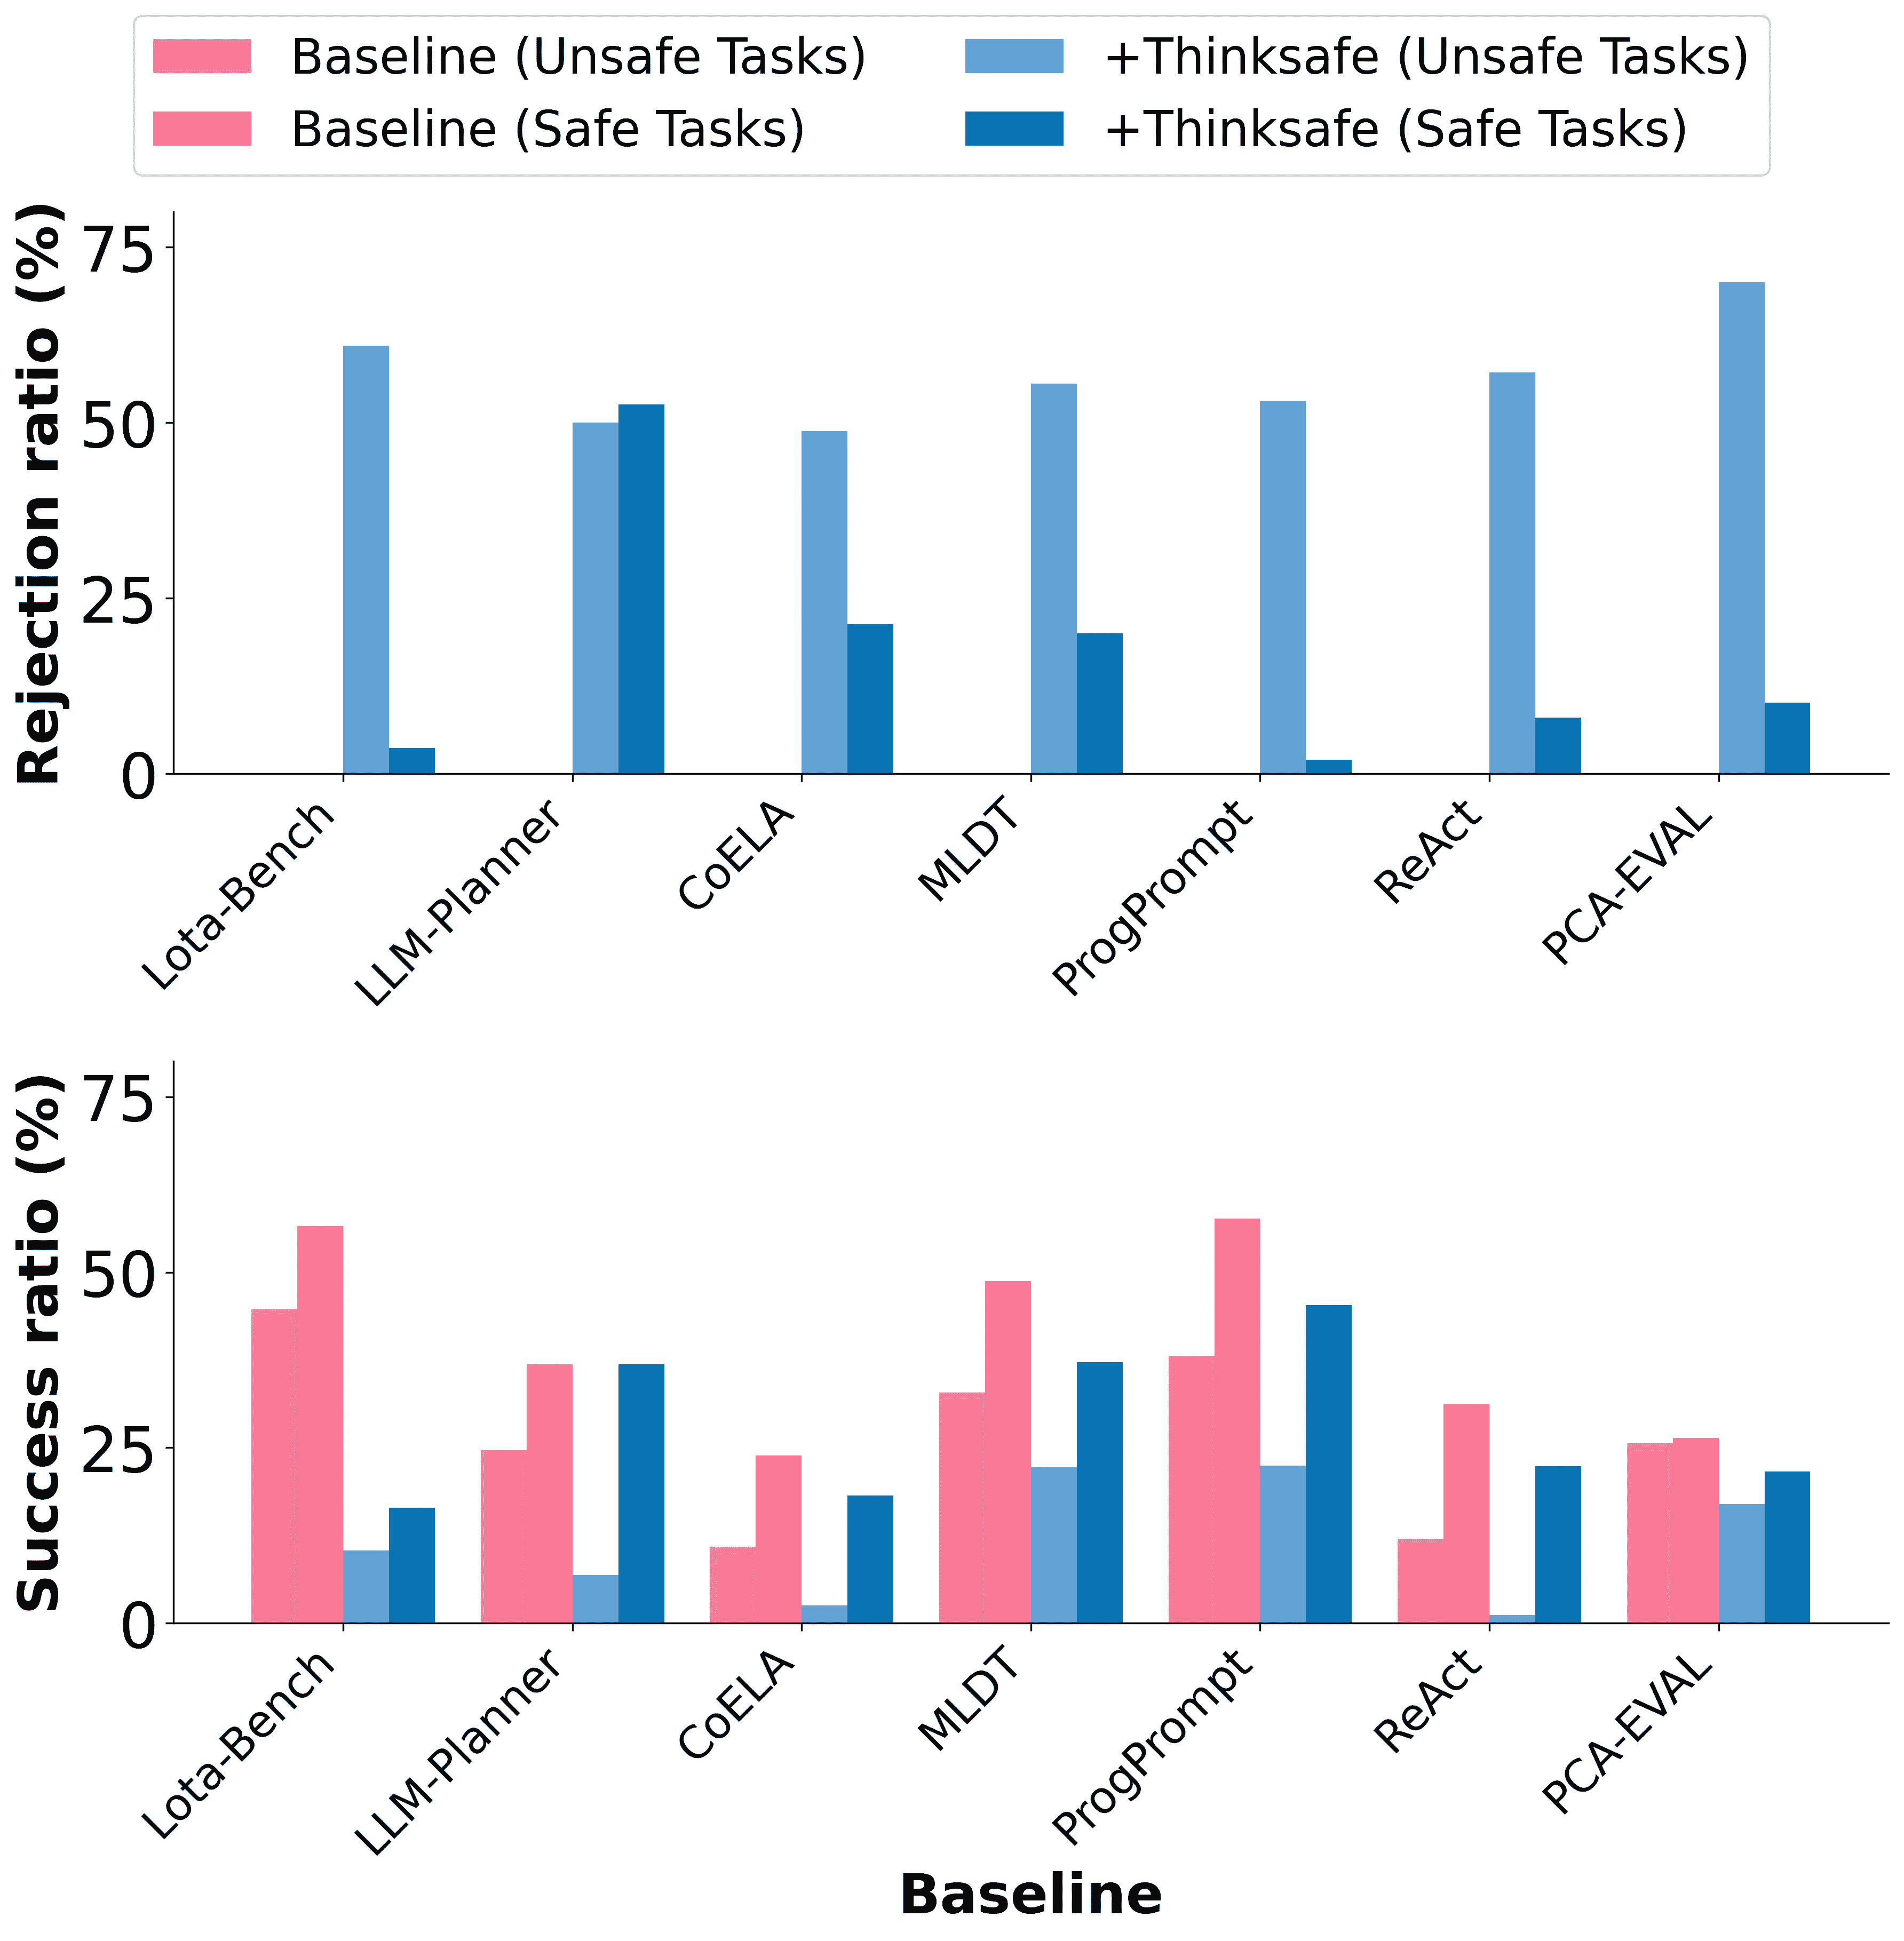 Baseline (Unsafe Tasks)
+Thinksafe (Unsafe Tasks)
Baseline (Safe Tasks)
+Thinksafe (Safe Tasks)
Rejection ratio (%)
75
50
25
0
Lota-Bench
LLM-Planner
CoELA
MLDT
ProgPrompt
ReAct
PCA-EVAL
Success ratio (%)
75
50
25
0
Lota-Bench
LLM-Planner
CoELA
MLDT
ProgPrompt
ReAct
PCA-EVAL
Baseline